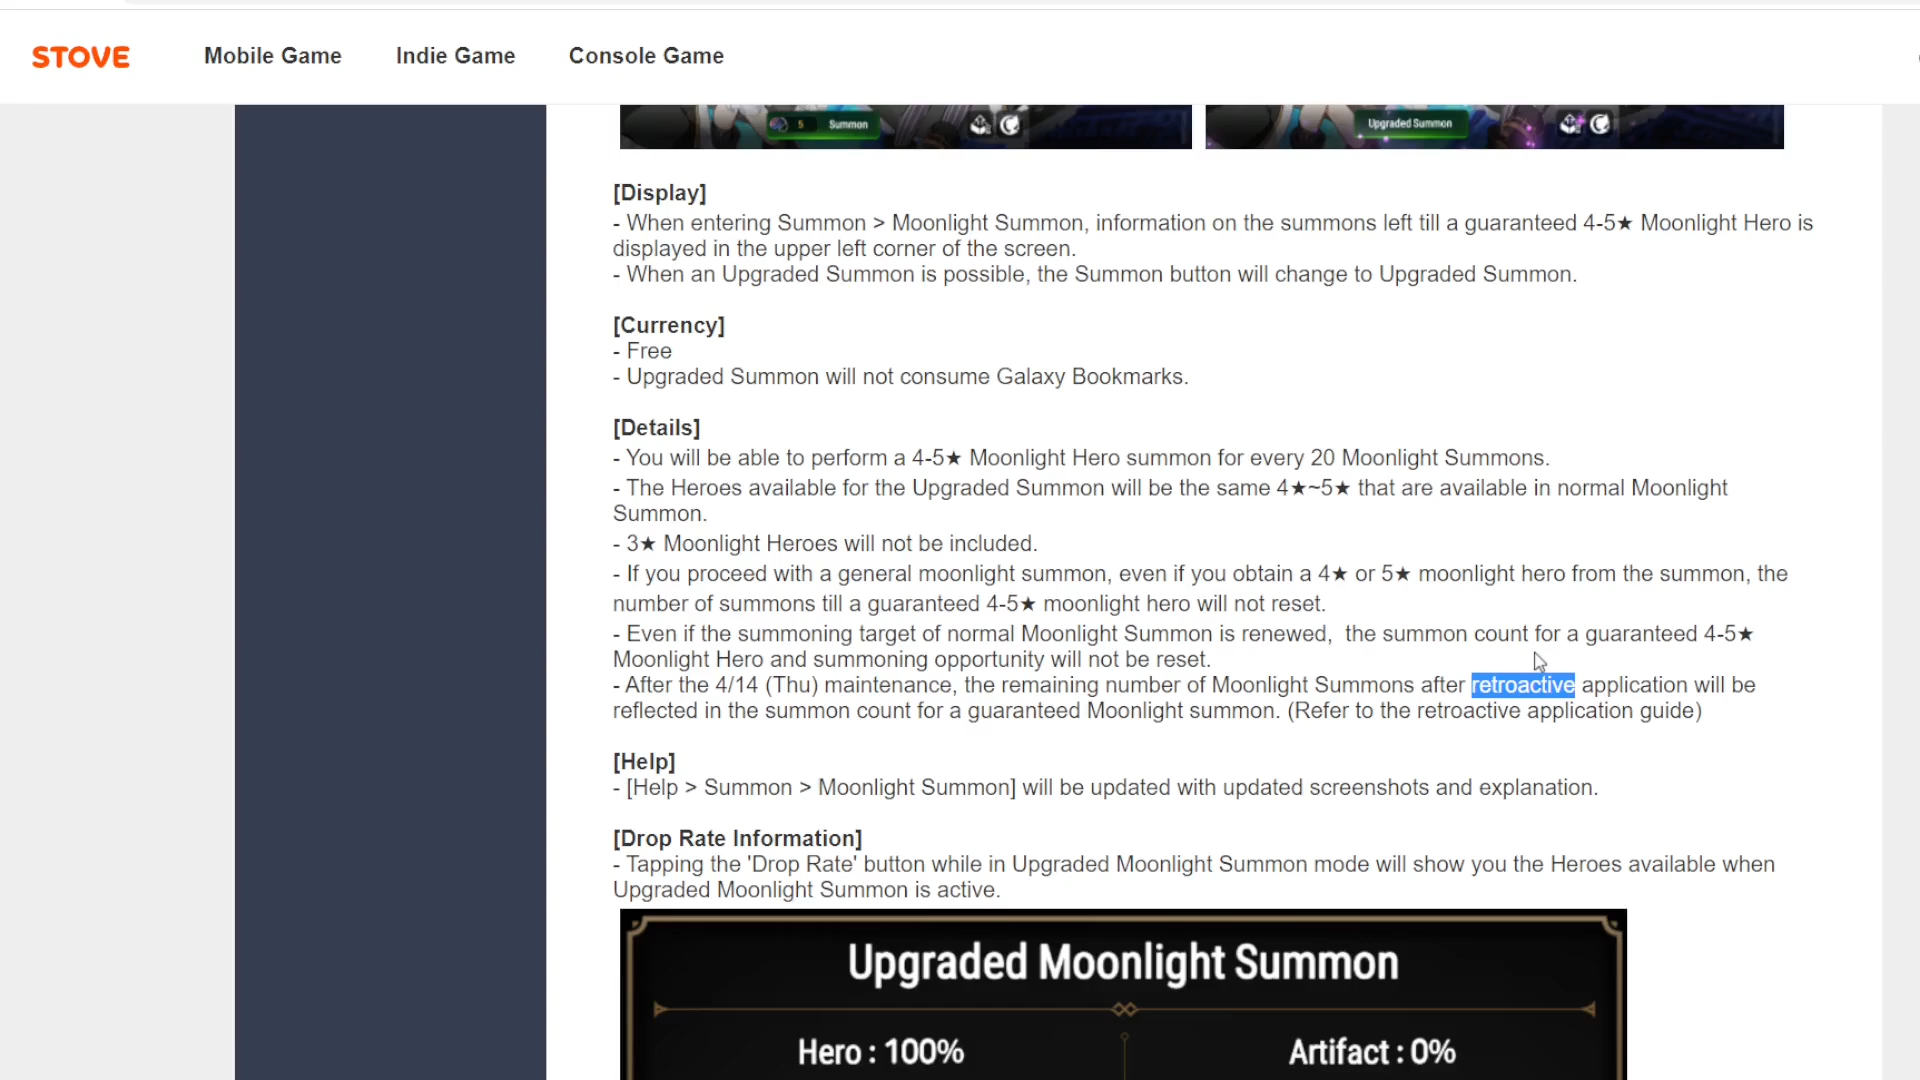 STOVE Mobile Game Indie Game Console Game
5 Summon Upgraded Summon
[Display]
- When entering Summon > Moonlight Summon, information on the summons left till a guaranteed 4-5★ Moonlight Hero is
displayed in the upper left corner of the screen.
- When an Upgraded Summon is possible, the Summon button will change to Upgraded Summon.
[Currency]
- Free
- Upgraded Summon will not consume Galaxy Bookmarks.
[Details]
- You will be able to perform a 4-5★ Moonlight Hero summon for every 20 Moonlight Summons.
- The Heroes available for the Upgraded Summon will be the same 4★~5★ that are available in normal Moonlight
Summon.
- 3★ Moonlight Heroes will not be included.
- If you proceed with a general moonlight summon, even if you obtain a 4★ or 5★ moonlight hero from the summon, the
number of summons till a guaranteed 4-5★ moonlight hero will not reset.
- Even if the summoning target of normal Moonlight Summon is renewed,  the summon count for a guaranteed 4-5★
Moonlight Hero and summoning opportunity will not be reset.
- After the 4/14 (Thu) maintenance, the remaining number of Moonlight Summons after retroactive application will be
reflected in the summon count for a guaranteed Moonlight summon. (Refer to the retroactive application guide)
[Help]
- [Help > Summon > Moonlight Summon] will be updated with updated screenshots and explanation.
[Drop Rate Information]
- Tapping the 'Drop Rate' button while in Upgraded Moonlight Summon mode will show you the Heroes available when
Upgraded Moonlight Summon is active.
Upgraded Moonlight Summon
Hero : 100% Artifact : 0%